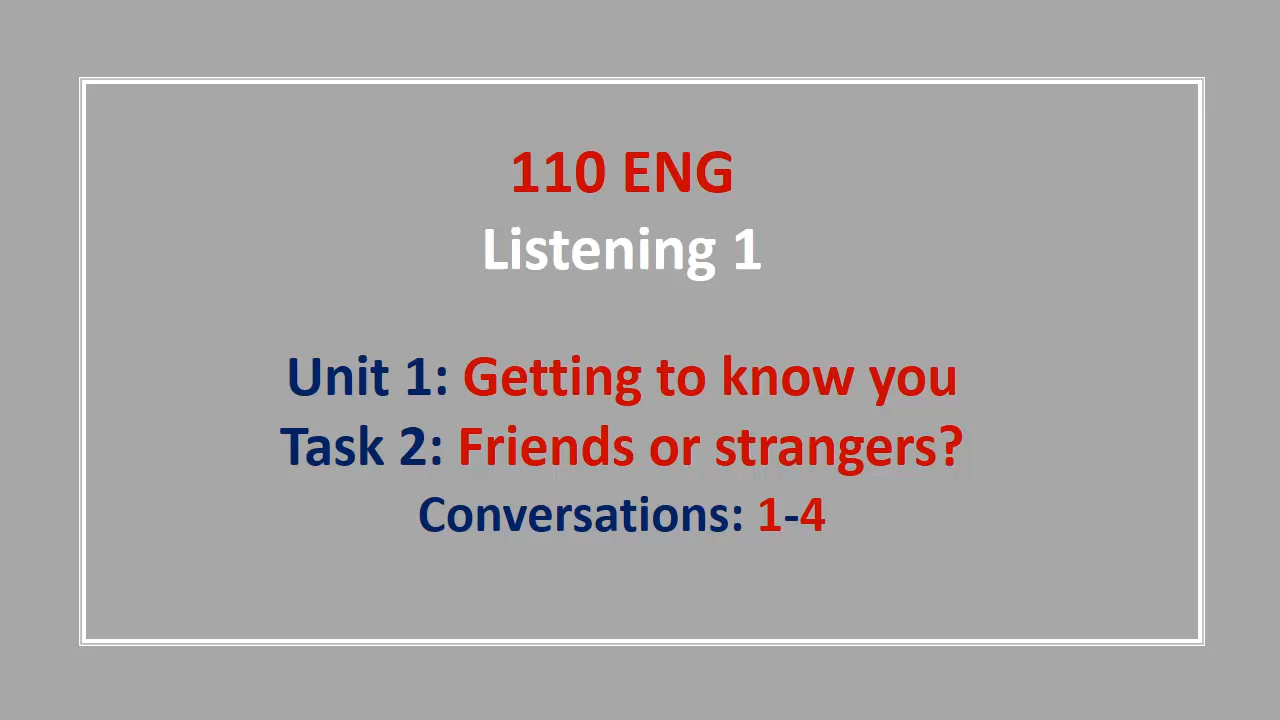 110 ENG
Listening 1
Unit 1: Getting to know you
Task 2: Friends or strangers?
Conversations: 1-4